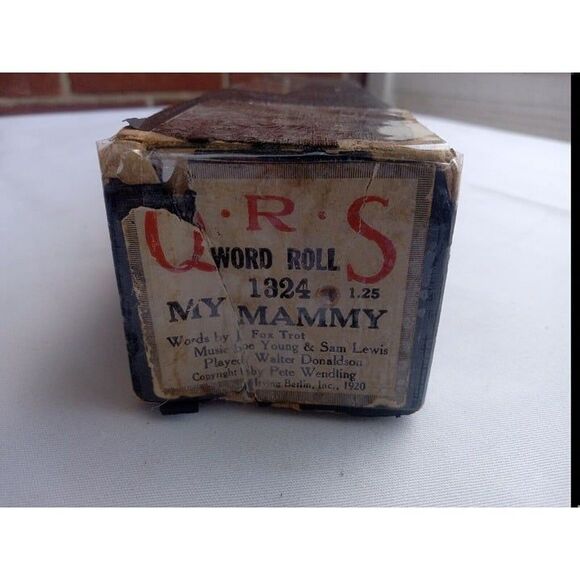 Q·R·S
WORD ROLL
1324 1.25
MY MAMMY
Fox Trot
Words by Joe Young & Sam Lewis
Music Walter Donaldson
Played by Pete Wendling
Copyright Irving Berlin, Inc., 1920